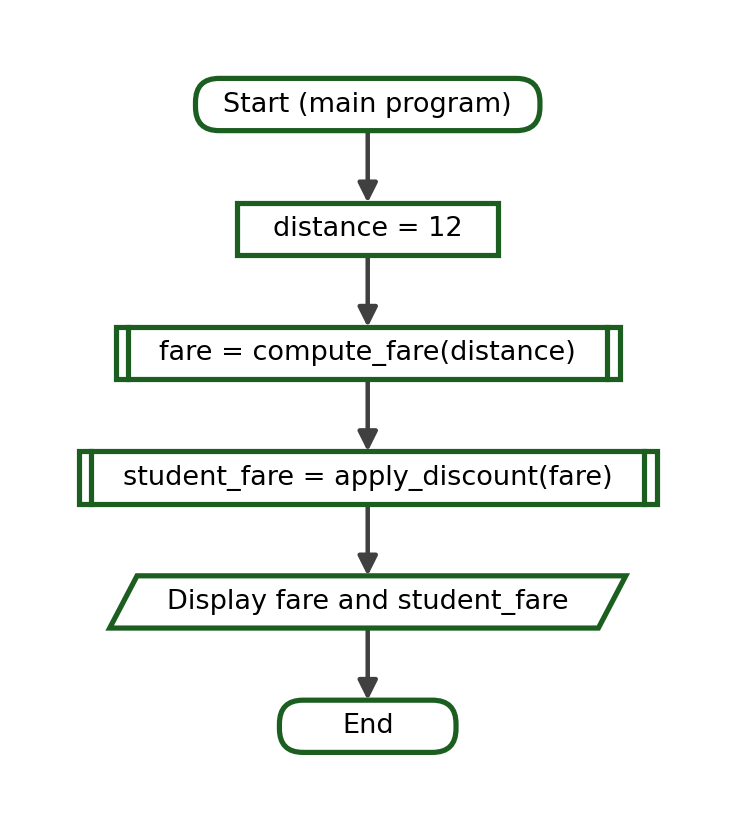 Start (main program)
distance = 12
fare = compute_fare(distance)
student_fare = apply_discount(fare)
Display fare and student_fare
End